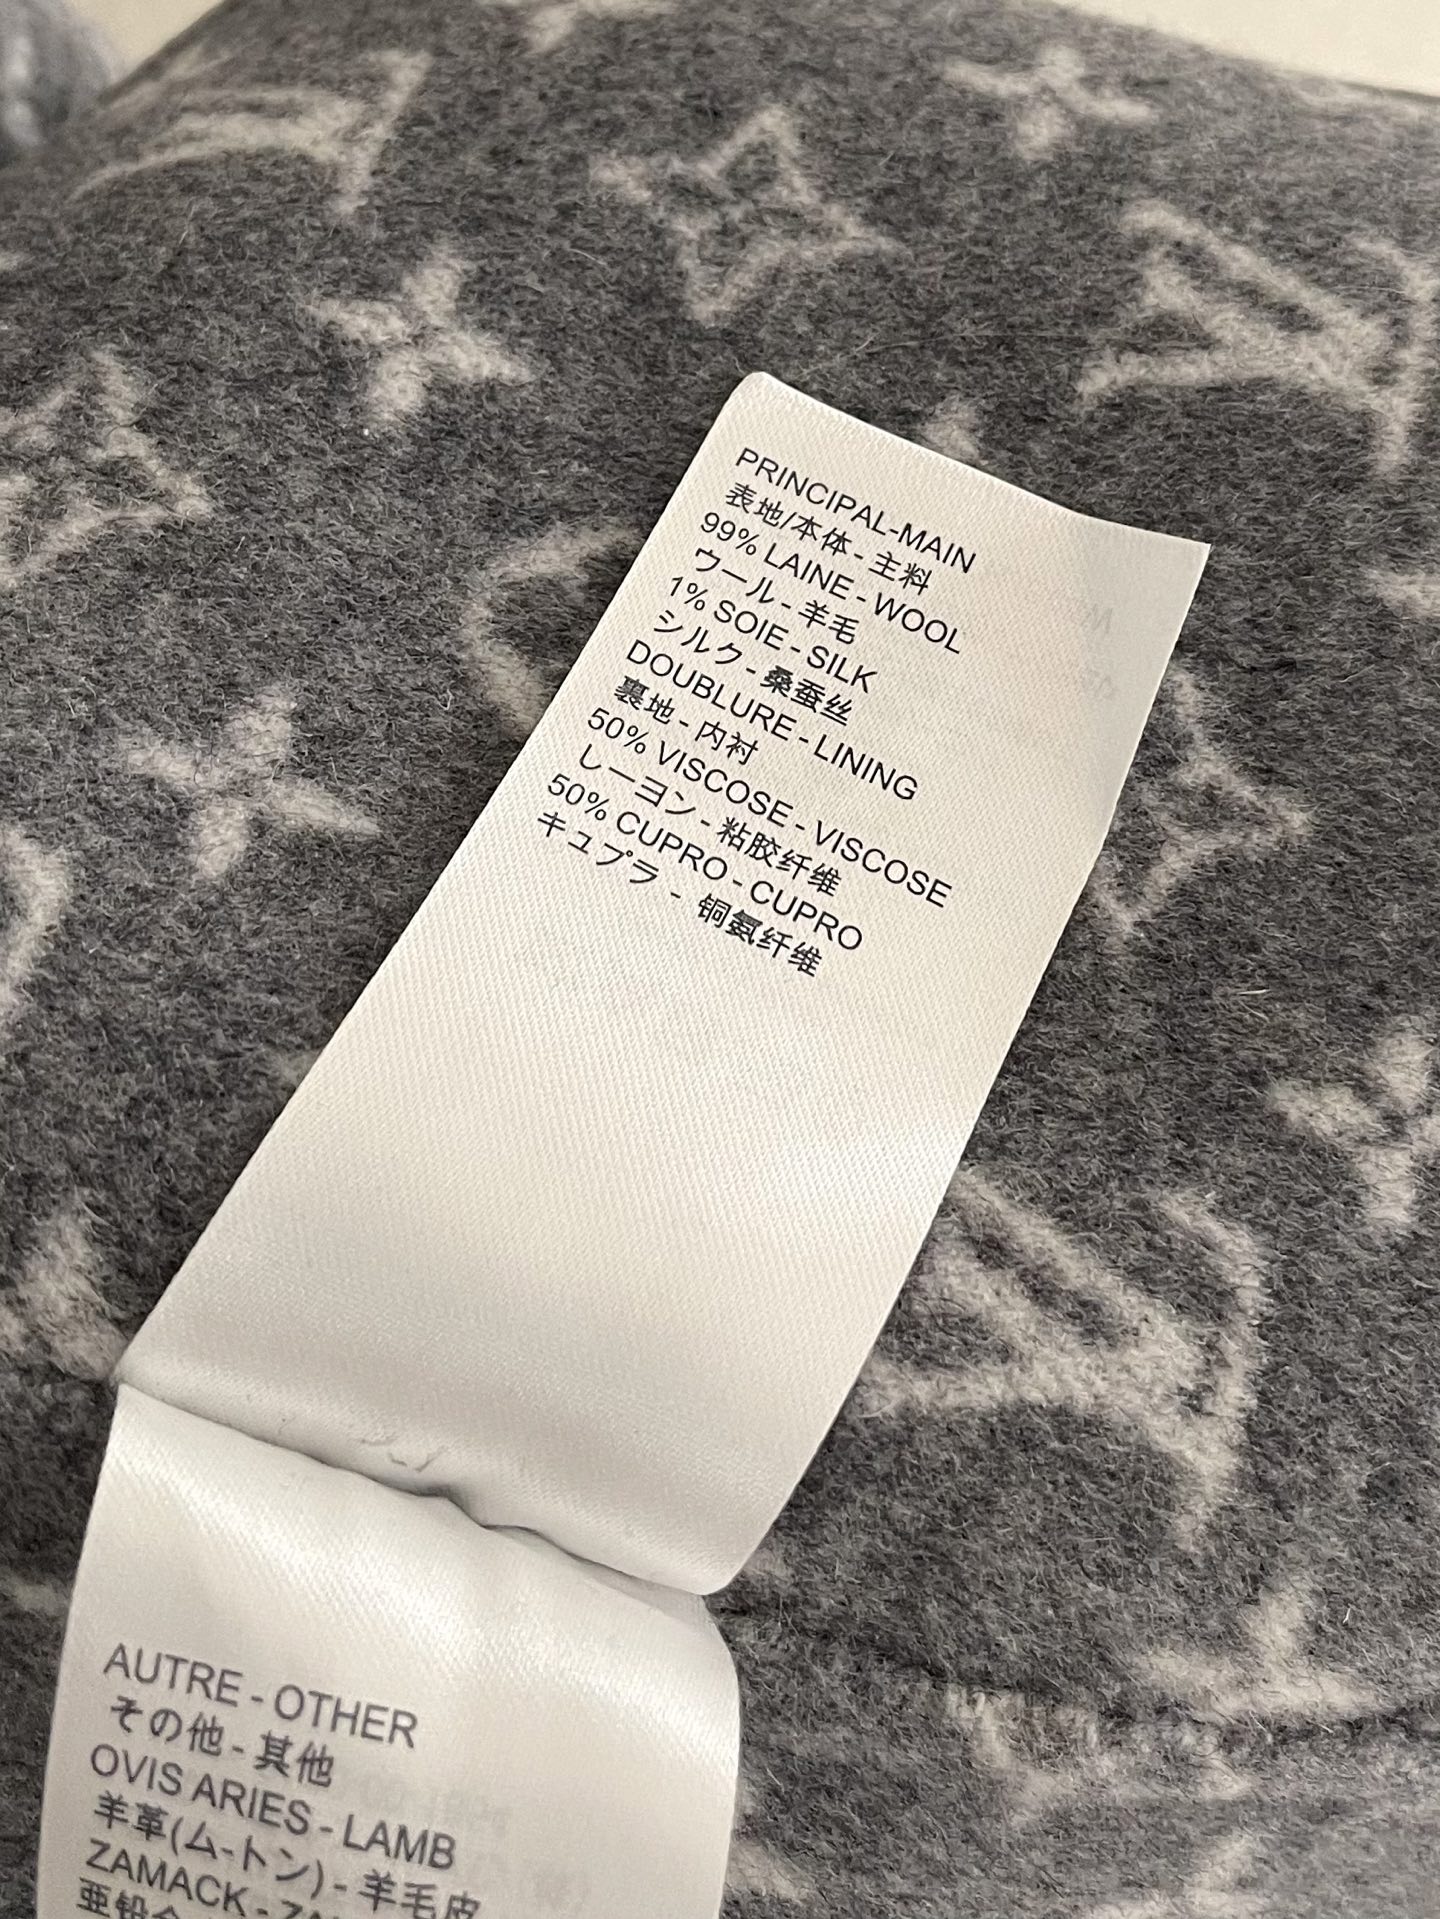 PRINCIPAL-MAIN
表地/本体 - 主料
99% LAINE - WOOL
ウール - 羊毛
1% SOIE - SILK
シルク - 桑蚕丝
DOUBLURE - LINING
裏地 - 内衬
50% VISCOSE - VISCOSE
レーヨン - 粘胶纤维
50% CUPRO - CUPRO
キュプラ - 铜氨纤维
AUTRE - OTHER
その他 - 其他
OVIS ARIES - LAMB
羊革(ム-トン) - 羊毛皮
ZAMACK -